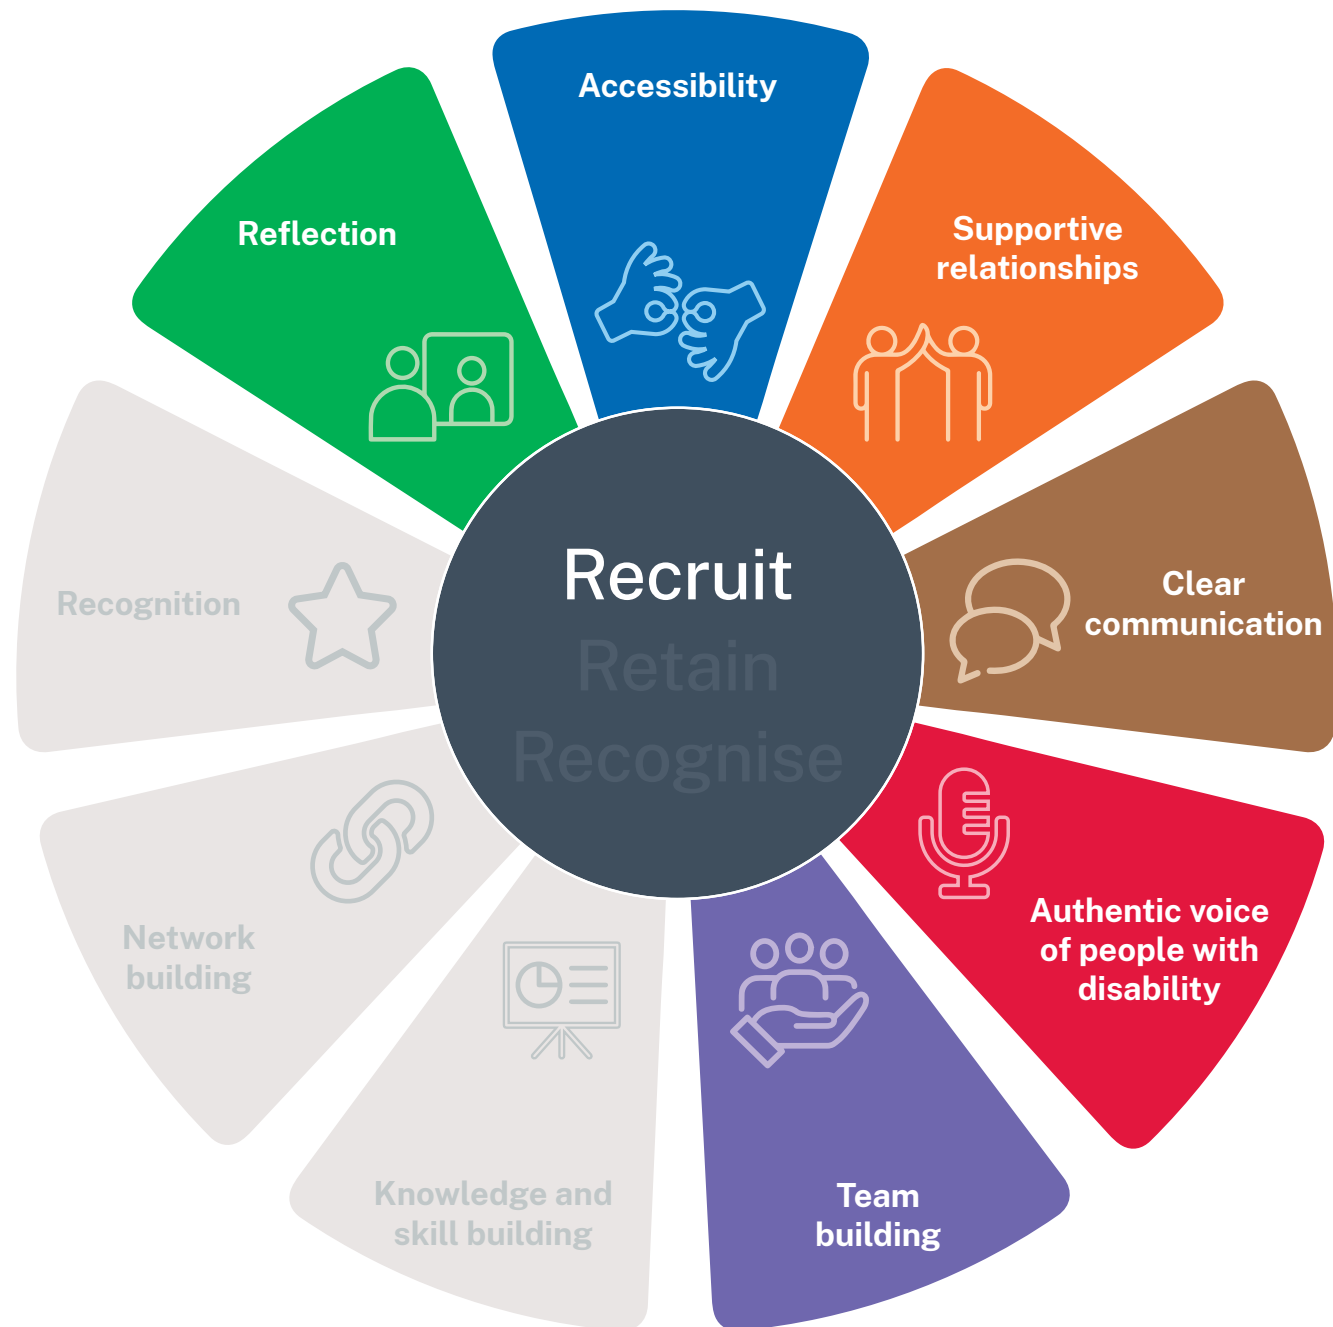 Accessibility
Supportive
relationships
Clear
communication
Authentic voice
of people with
disability
Team
building
Knowledge and
skill building
Network
building
Recognition
Reflection
Recruit
Retain
Recognise